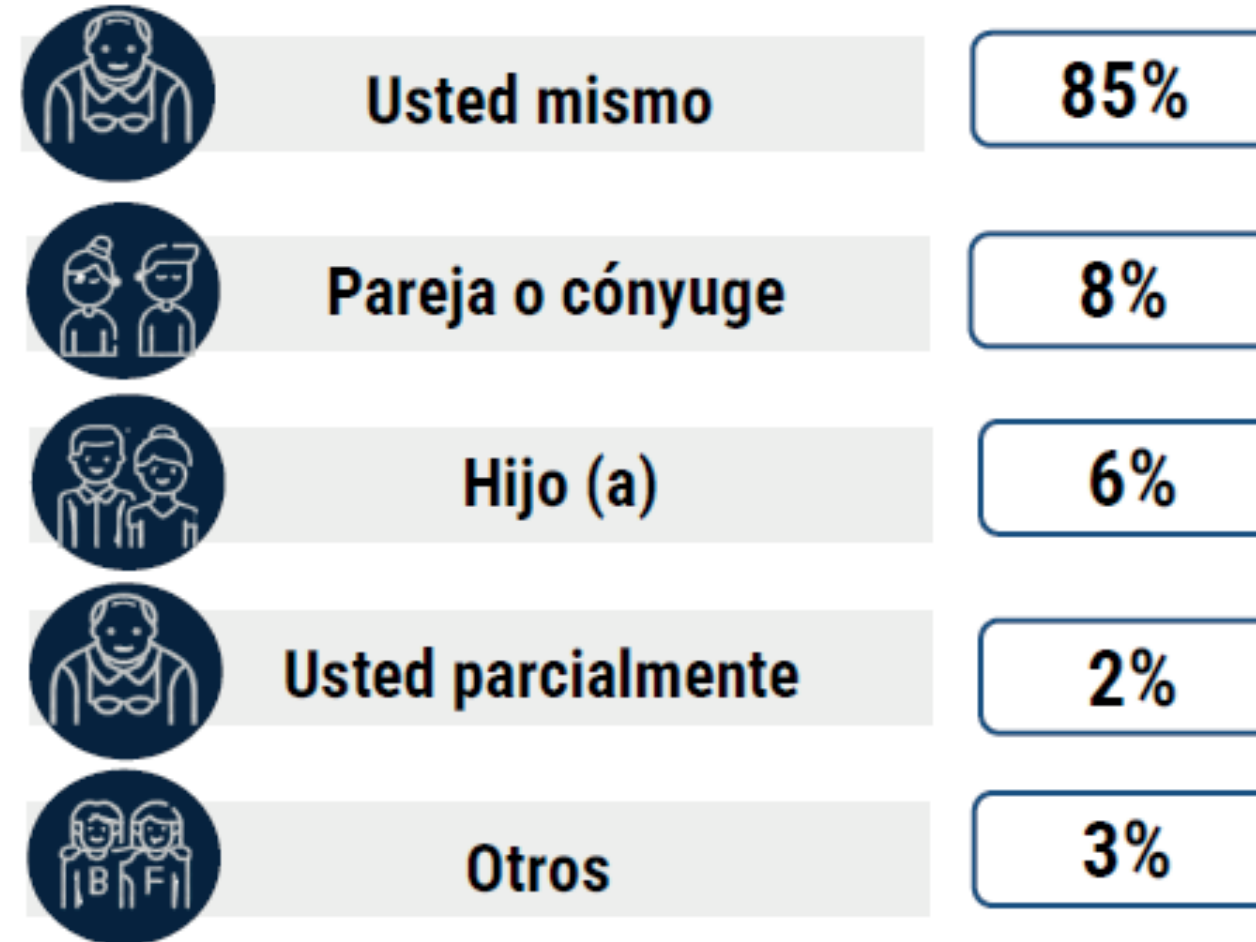 Usted mismo 85%
Pareja o cónyuge 8%
Hijo (a) 6%
Usted parcialmente 2%
B F
Otros 3%